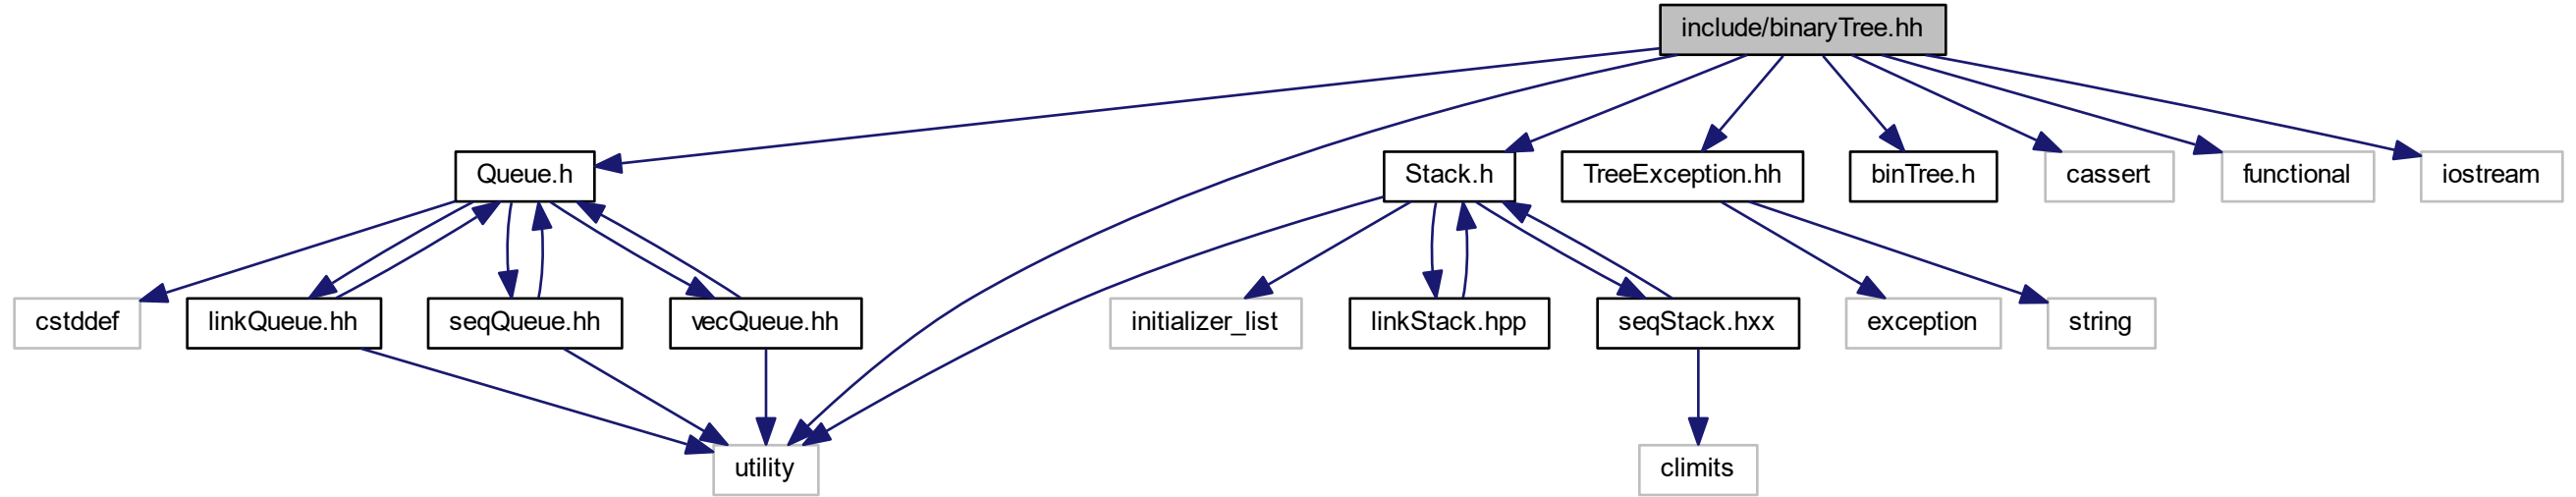 include/binaryTree.hh
Queue.h
Stack.h
TreeException.hh
binTree.h
cassert
functional
iostream
cstddef
linkQueue.hh
seqQueue.hh
vecQueue.hh
initializer_list
linkStack.hpp
seqStack.hxx
exception
string
utility
climits